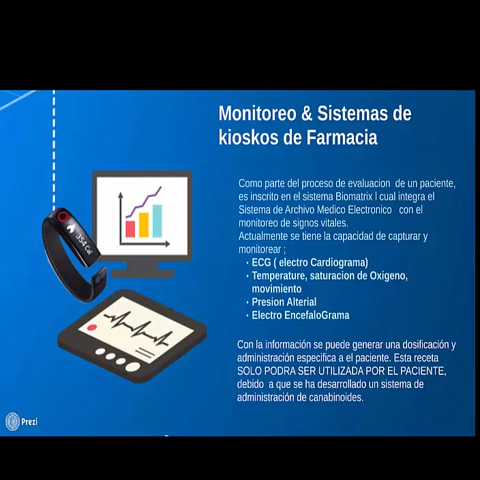 Monitoreo & Sistemas de
kioskos de Farmacia
Como parte del proceso de evaluacion de un paciente,
es inscrito en el sistema Biomatrix l cual integra el
Sistema de Archivo Medico Electronico con el
monitoreo de signos vitales.
Actualmente se tiene la capacidad de capturar y
monitorear ;
• ECG ( electro Cardiograma)
• Temperature, saturacion de Oxigeno,
movimiento
• Presion Alterial
• Electro EncefaloGrama
Con la información se puede generar una dosificación y
administración especifica al paciente. Esta receta
SOLO PODRA SER UTILIZADA POR EL PACIENTE,
debido a que se ha desarrollado un sistema de
administración de canabinoides.
354 Cal
Prezi